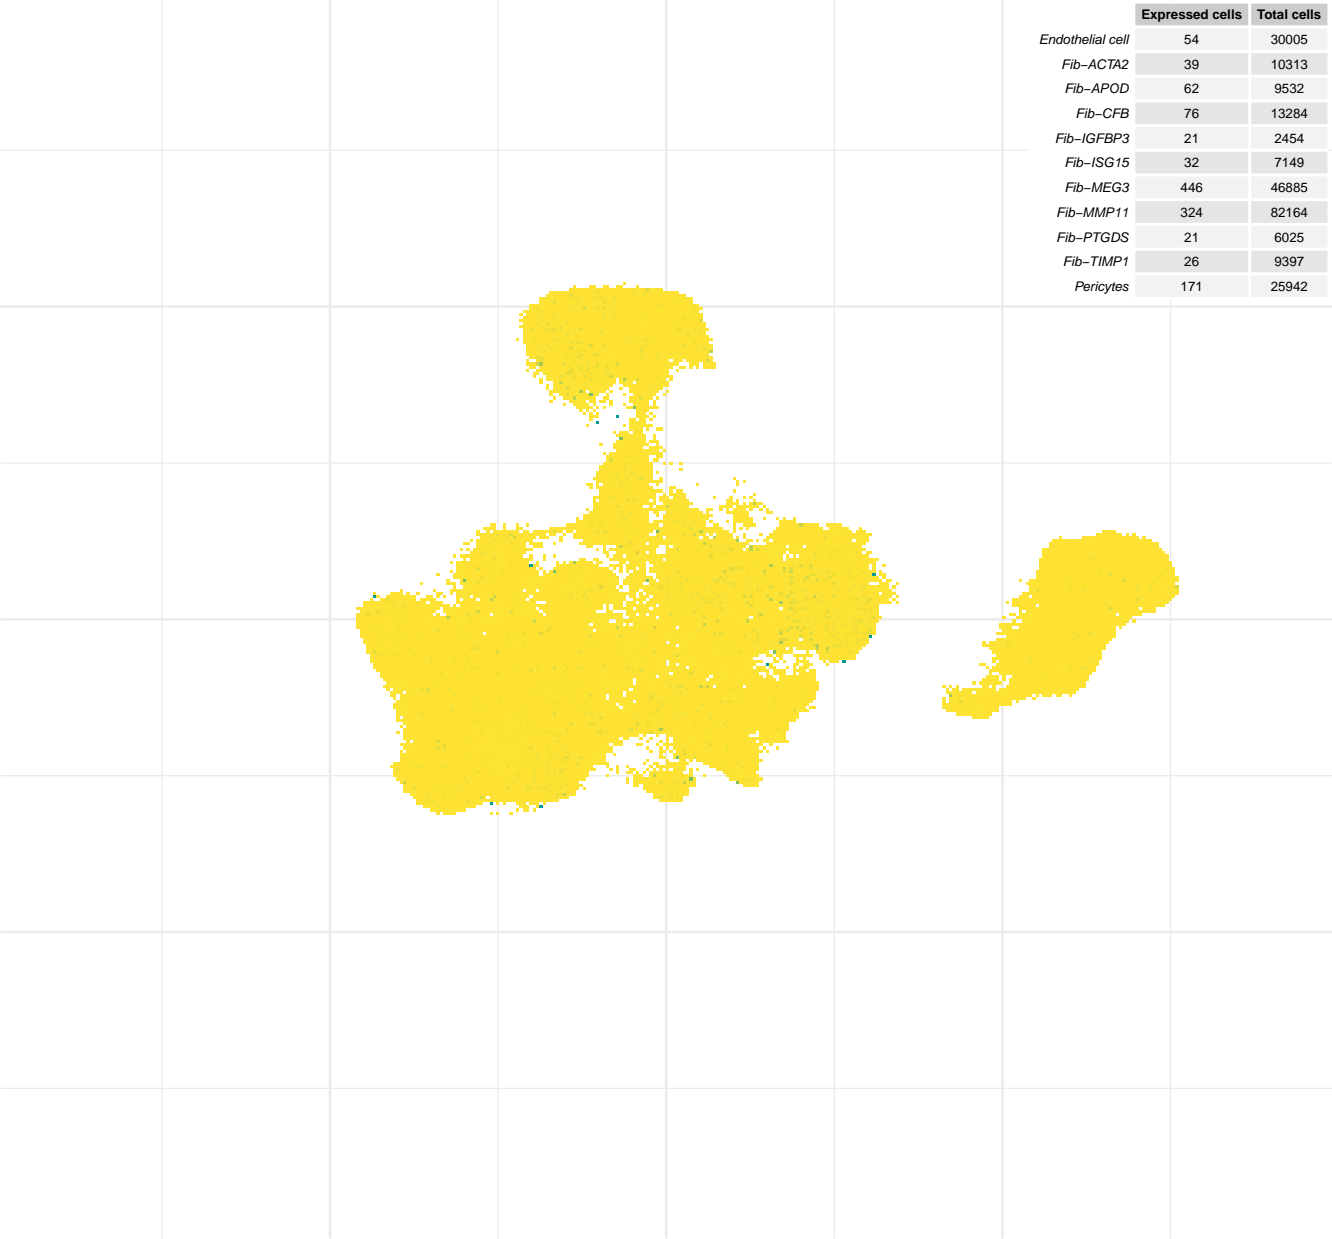 Expressed cells Total cells
Endothelial cell 54 30005
Fib−ACTA2 39 10313
Fib−APOD 62 9532
Fib−CFB 76 13284
Fib−IGFBP3 21 2454
Fib−ISG15 32 7149
Fib−MEG3 446 46885
Fib−MMP11 324 82164
Fib−PTGDS 21 6025
Fib−TIMP1 26 9397
Pericytes 171 25942